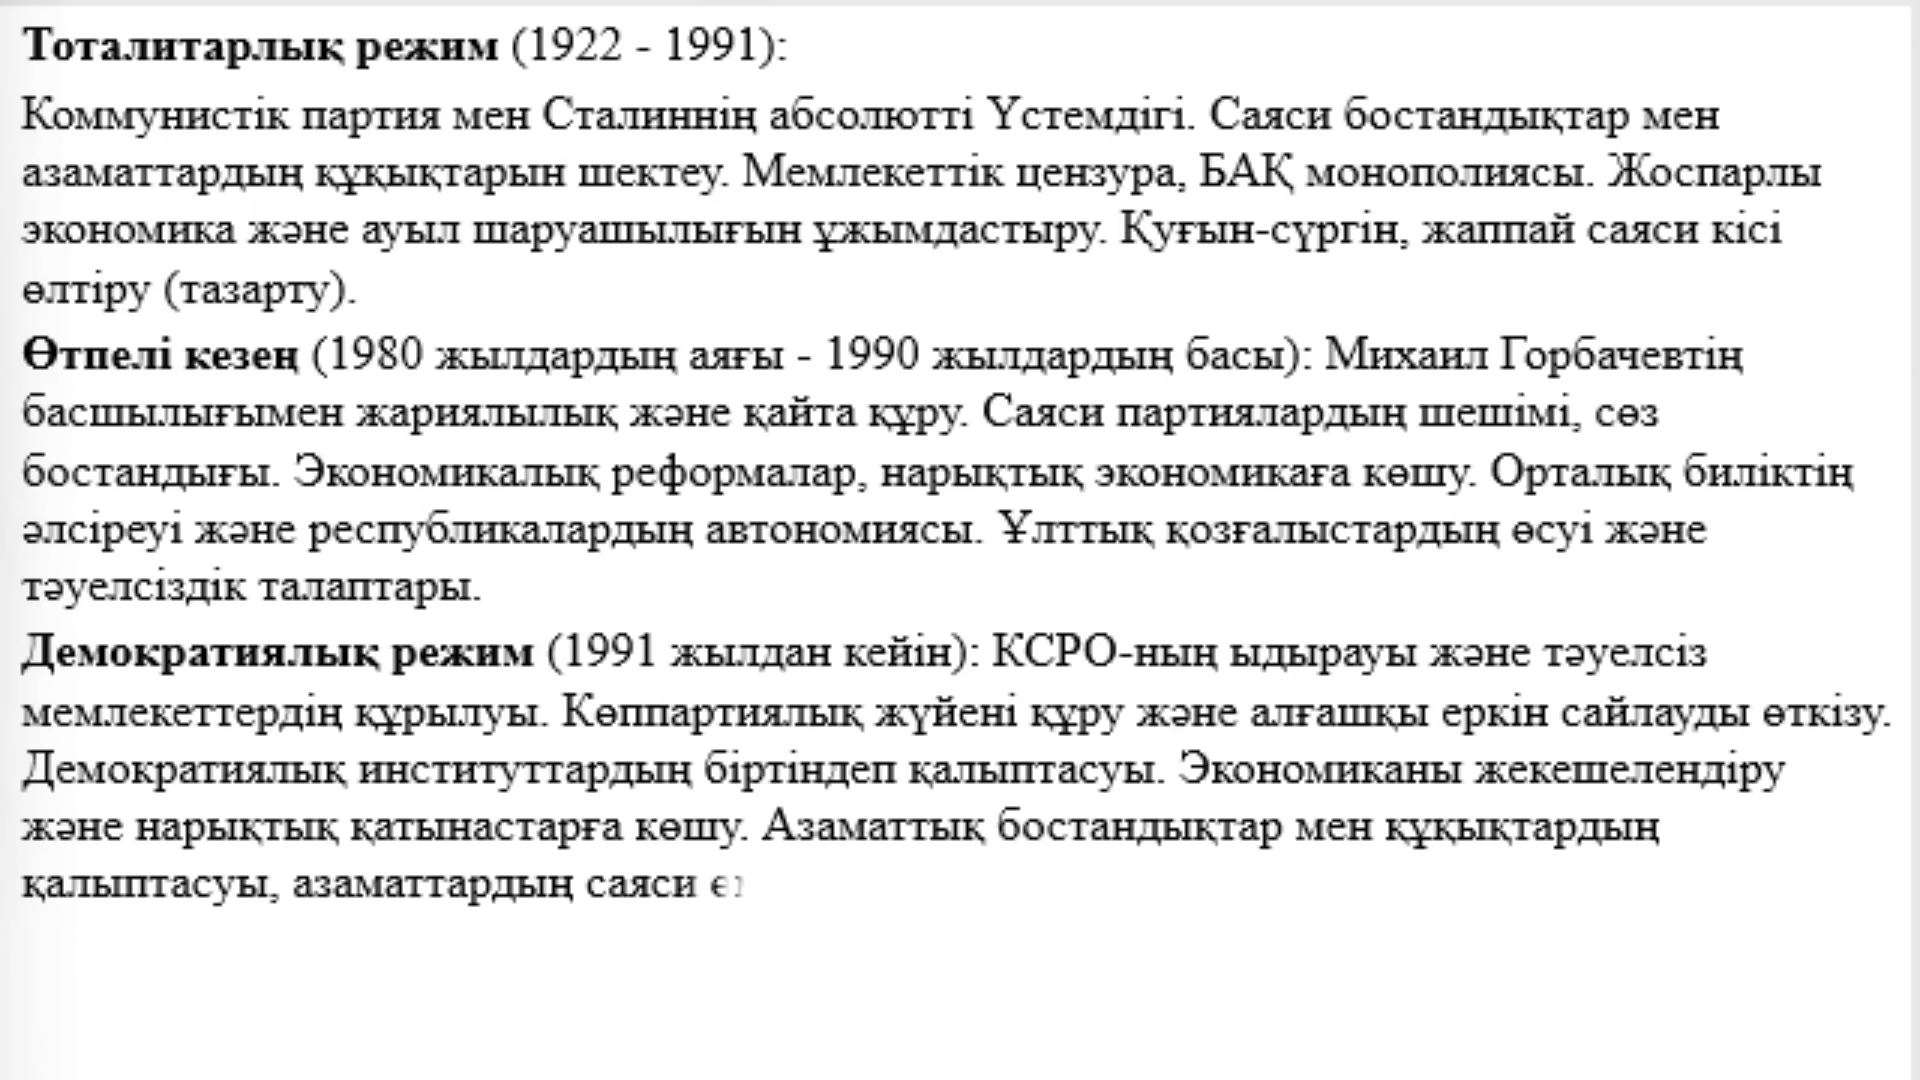 Тоталитарлық режим (1922 - 1991):
Коммунистік партия мен Сталиннің абсолютті Үстемдігі. Саяси бостандықтар мен
азаматтардың құқықтарын шектеу. Мемлекеттік цензура, БАҚ монополиясы. Жоспарлы
экономика және ауыл шаруашылығын ұжымдастыру. Қуғын-сүргін, жаппай саяси кісі
өлтіру (тазарту).
Өтпелі кезең (1980 жылдардың аяғы - 1990 жылдардың басы): Михаил Горбачевтің
басшылығымен жариялылық және қайта құру. Саяси партиялардың шешімі, сөз
бостандығы. Экономикалық реформалар, нарықтық экономикаға көшу. Орталық биліктің
әлсіреуі және республикалардың автономиясы. Ұлттық қозғалыстардың өсуі және
тәуелсіздік талаптары.
Демократиялық режим (1991 жылдан кейін): КСРО-ның ыдырауы және тәуелсіз
мемлекеттердің құрылуы. Көппартиялық жүйені құру және алғашқы еркін сайлауды өткізу.
Демократиялық институттардың біртіндеп қалыптасуы. Экономиканы жекешелендіру
және нарықтық қатынастарға көшу. Азаматтық бостандықтар мен құқықтардың
қалыптасуы, азаматтардың саяси